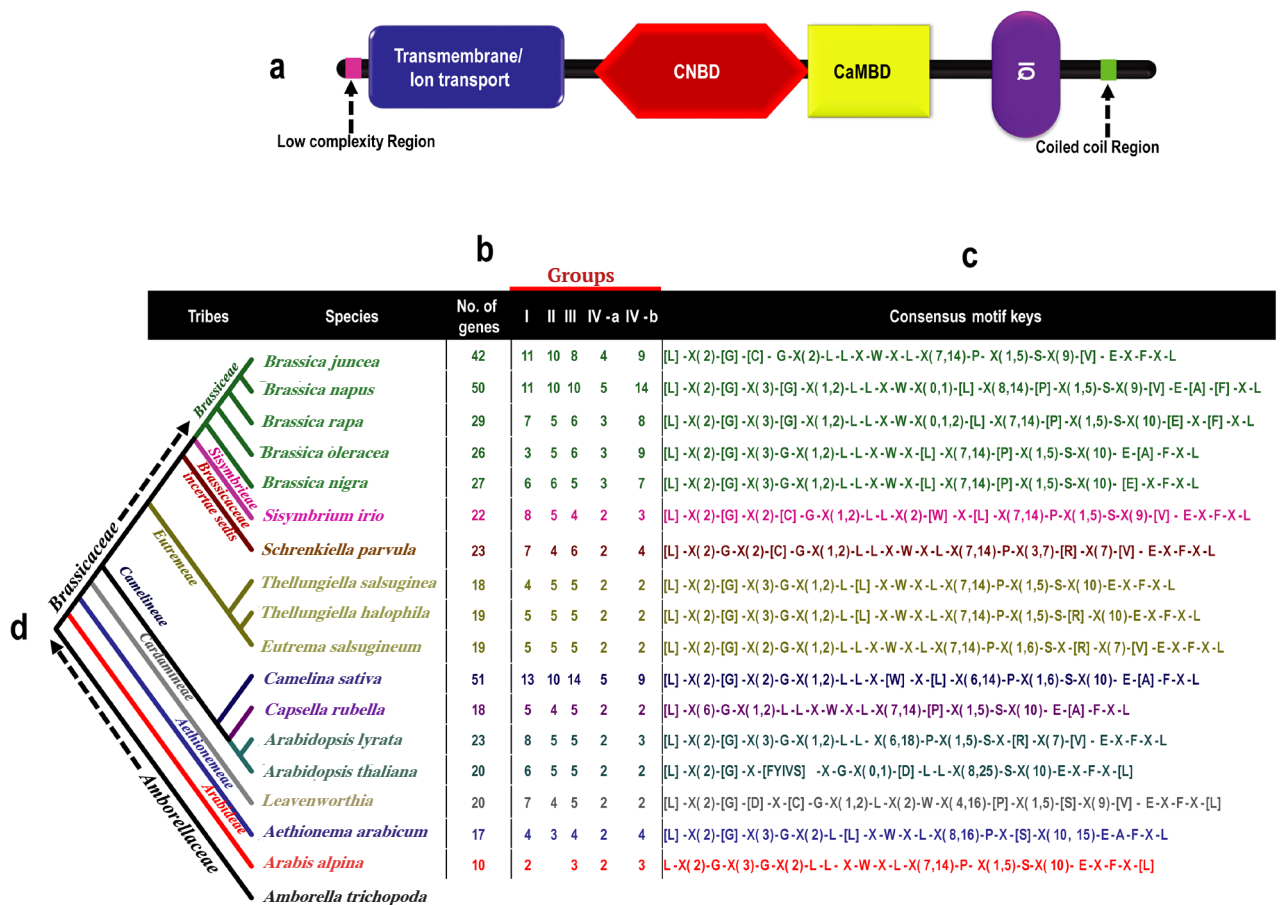 a
Transmembrane/
Ion transport
CNBD
CaMBD
IQ
Low complexity Region
Coiled coil Region
b
c
Groups
Tribes Species No. of genes I II III IV -a IV -b Consensus motif keys
Brassica juncea 42 11 10 8 4 9 [L] -X(2)-[G] -[C] - G-X(2)-L-L-X-W-X-L-X(7,14)-P- X(1,5)-S-X(9)-[V] - E-X-F-X-L
Brassica napus 50 11 10 10 5 14 [L] -X(2)-[G] -X(3)-[G] -X(1,2)-L-L-X-W-X(0,1)-[L] -X(8,14)-[P] -X(1,5)-S-X(9)-[V] -E-[A] -[F] -X-L
Brassica rapa 29 7 5 6 3 8 [L] -X(2)-[G] -X(3)-[G] -X(1,2)-L-L-X-W-X(0,1,2)-[L] -X(7,14)-[P] -X(1,5)-S-X(10)-[E] -X-[F] -X-L
Brassica oleracea 26 3 5 6 3 9 [L] -X(2)-[G] -X(3)-G-X(1,2)-L-L-X-W-X-[L] -X(7,14)-[P] -X(1,5)-S-X(10)- E-[A] -F-X-L
Brassica nigra 27 6 6 5 3 7 [L] -X(2)-[G] -X(3)-G-X(1,2)-L-L-X-W-X-[L] -X(7,14)-[P] -X(1,5)-S-X(10)- [E] -X-F-X-L
Sisymbrium irio 22 8 5 4 2 3 [L] -X(2)-[G] -X(2)-[C] -G-X(1,2)-L-L-X(2)-[W] -X -[L] -X(7,14)-P-X(1,5)-S-X(9)-[V] - E-X-F-X-L
Schrenkiella parvula 23 7 4 6 2 4 [L] -X(2)-G-X(2)-[C] -G-X(1,2)-L-L-X-W-X-L-X(7,14)-P-X(3,7)-[R] -X(7)-[V] - E-X-F-X-L
Thellungiella salsuginea 18 4 5 5 2 2 [L] -X(2)-[G] -X(3)-G-X(1,2)-L-[L] -X-W-X-L-X(7,14)-P-X(1,5)-S-X(10)-E-X-F-X-L
Thellungiella halophila 19 5 5 5 2 2 [L] -X(2)-[G] -X(3)-G-X(1,2)-L-[L] -X-W-X-L-X(7,14)-P-X(1,5)-S-[R] -X(10)-E-X-F-X-L
Eutrema salsugineum 19 5 5 5 2 2 [L] -X(2)-[G] -X(2)-G-X(1,2)-L-L-X-W-X-L-X(7,14)-P-X(1,6)-S-X -[R] -X(7)-[V] -E-X-F-X-L
Camelina sativa 51 13 10 14 5 9 [L] -X(2)-[G] -X(2)-G-X(1,2)-L-L-X-[W] -X -[L] -X(6,14)-P-X(1,6)-S-X(10)- E-[A] -F-X-L
Capsella rubella 18 5 4 5 2 2 [L] -X(6)-G-X(1,2)-L-L-X-W-X-L-X(7,14)-[P] -X(1,5)-S-X(10)- E-[A] -F-X-L
Arabidopsis lyrata 23 8 5 5 2 3 [L] -X(2)-[G] -X(3)-G-X(1,2)-L-L- X(6,18)-P-X(1,5)-S-X -[R] -X(7)-[V] - E-X-F-X-L
Arabidopsis thaliana 20 6 5 5 2 2 [L] -X(2)-[G] -X -[FYIVS] -X-G-X(0,1)-[D] -L-L-X(8,25)-S-X(10)-E-X-F-X-[L]
Leavenworthia 20 7 4 5 2 2 [L] -X(2)-[G] -[D] -X -[C] -G-X(1,2)-L-X(2)-W-X(4,16)-[P] -X(1,5)-[S] -X(9)-[V] - E-X-F-X-[L]
Aethionema arabicum 17 4 3 4 2 4 [L] -X(2)-[G] -X(3)-G-X(2)-L-[L] -X-W-X-L-X(8,16)-P-X-[S] -X(10, 15)-E-A-F-X-L
Arabis alpina 10 2 3 2 3 L -X(2)-G-X(3)-G-X(2)-L-L- X-W-X-L-X(7,14)-P- X(1,5)-S-X(10)- E-X-F-X-[L]
Amborella trichopoda
d
Brassiceae
Sisymbrieae
Brassicaceae
incertae sedis
Eutremeae
Brassicaceae
Camelineae
Cardamineae
Aethionemeae
Arabideae
Amborellaceae